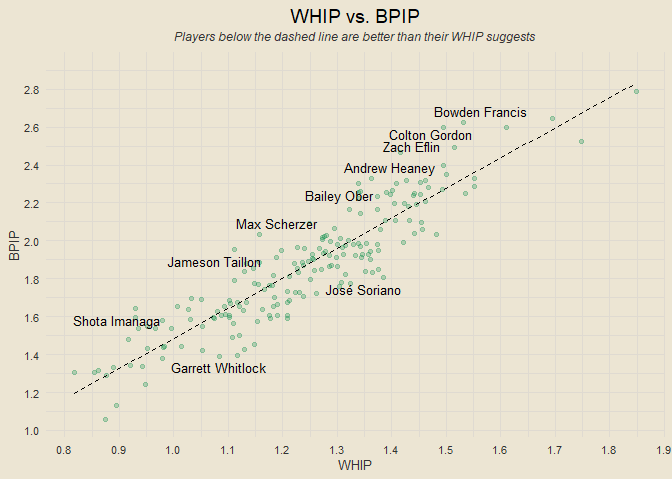 WHIP vs. BPIP
Players below the dashed line are better than their WHIP suggests
2.8
2.6
2.4
2.2
2.0
1.8
1.6
1.4
1.2
1.0
BPIP
Bowden Francis
Colton Gordon
Zach Eflin
Andrew Heaney
Bailey Ober
Max Scherzer
Jameson Taillon
José Soriano
Shota Imanaga
Garrett Whitlock
0.8 0.9 1.0 1.1 1.2 1.3 1.4 1.5 1.6 1.7 1.8 1.9
WHIP